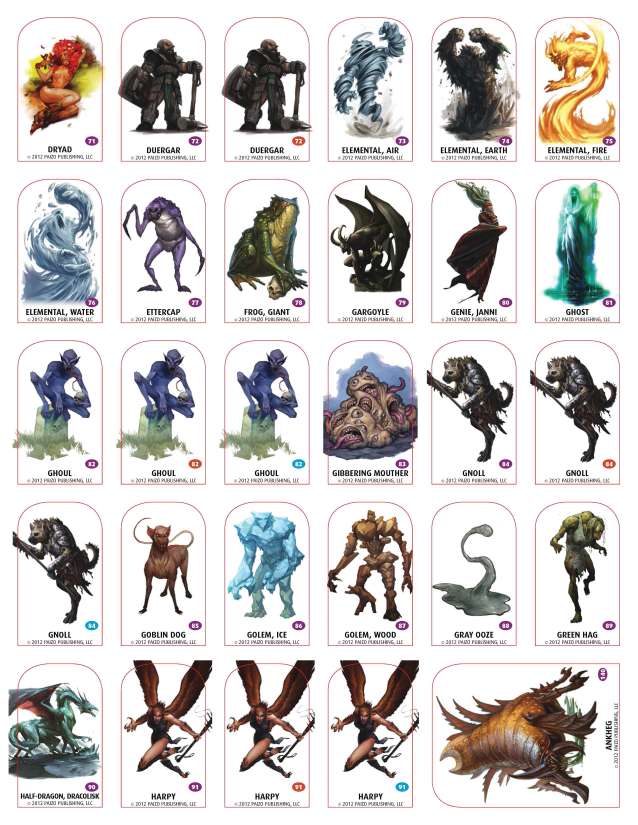 71
DRYAD
© 2012 PAIZO PUBLISHING, LLC
72
DUERGAR
© 2012 PAIZO PUBLISHING, LLC
72
DUERGAR
© 2012 PAIZO PUBLISHING, LLC
73
ELEMENTAL, AIR
© 2012 PAIZO PUBLISHING, LLC
74
ELEMENTAL, EARTH
© 2012 PAIZO PUBLISHING, LLC
75
ELEMENTAL, FIRE
© 2012 PAIZO PUBLISHING, LLC
76
ELEMENTAL, WATER
© 2012 PAIZO PUBLISHING, LLC
77
ETTERCAP
© 2012 PAIZO PUBLISHING, LLC
78
FROG, GIANT
© 2012 PAIZO PUBLISHING, LLC
79
GARGOYLE
© 2012 PAIZO PUBLISHING, LLC
80
GENIE, JANNI
© 2012 PAIZO PUBLISHING, LLC
81
GHOST
© 2012 PAIZO PUBLISHING, LLC
82
GHOUL
© 2012 PAIZO PUBLISHING, LLC
82
GHOUL
© 2012 PAIZO PUBLISHING, LLC
82
GHOUL
© 2012 PAIZO PUBLISHING, LLC
83
GIBBERING MOUTHER
© 2012 PAIZO PUBLISHING, LLC
84
GNOLL
© 2012 PAIZO PUBLISHING, LLC
84
GNOLL
© 2012 PAIZO PUBLISHING, LLC
84
GNOLL
© 2012 PAIZO PUBLISHING, LLC
85
GOBLIN DOG
© 2012 PAIZO PUBLISHING, LLC
86
GOLEM, ICE
© 2012 PAIZO PUBLISHING, LLC
87
GOLEM, WOOD
© 2012 PAIZO PUBLISHING, LLC
88
GRAY OOZE
© 2012 PAIZO PUBLISHING, LLC
89
GREEN HAG
© 2012 PAIZO PUBLISHING, LLC
90
HALF-DRAGON, DRACOLISK
© 2012 PAIZO PUBLISHING, LLC
91
HARPY
© 2012 PAIZO PUBLISHING, LLC
91
HARPY
© 2012 PAIZO PUBLISHING, LLC
91
HARPY
© 2012 PAIZO PUBLISHING, LLC
ANKHEG
© 2012 PAIZO PUBLISHING, LLC